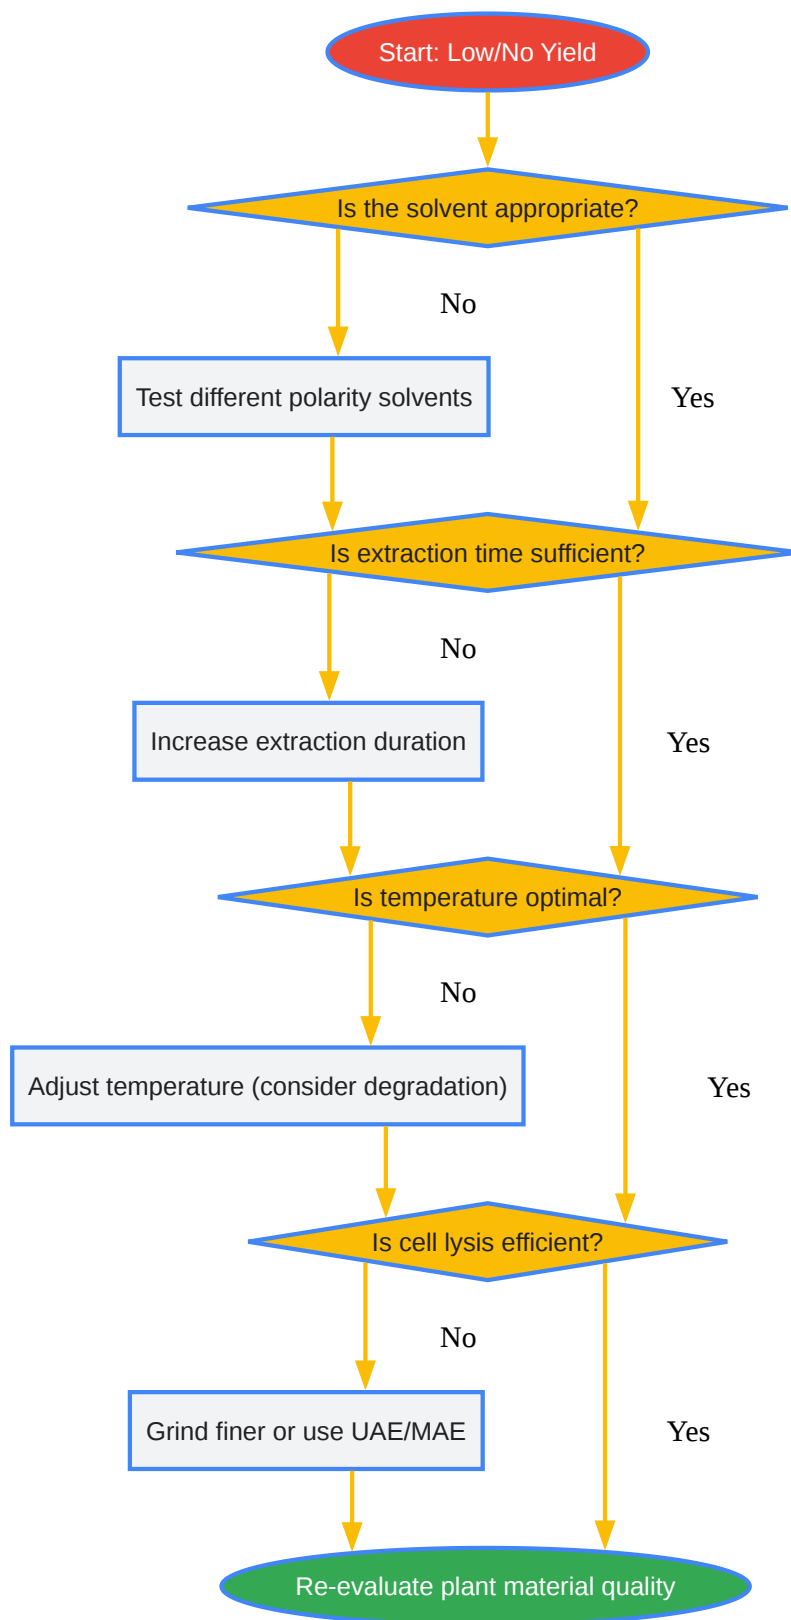 Start: Low/No Yield
Is the solvent appropriate?
No
Test different polarity solvents
Yes
Is extraction time sufficient?
No
Increase extraction duration
Yes
Is temperature optimal?
No
Adjust temperature (consider degradation)
Yes
Is cell lysis efficient?
No
Grind finer or use UAE/MAE
Yes
Re-evaluate plant material quality